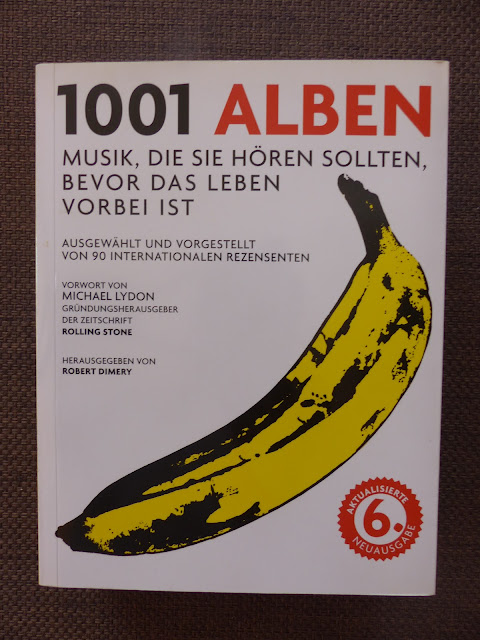 1001 ALBEN
MUSIK, DIE SIE HÖREN SOLLTEN,
BEVOR DAS LEBEN
VORBEI IST
AUSGEWÄHLT UND VORGESTELLT
VON 90 INTERNATIONALEN REZENSENTEN
VORWORT VON
MICHAEL LYDON
GRÜNDUNGSHERAUSGEBER
DER ZEITSCHRIFT
ROLLING STONE
HERAUSGEGEBEN VON
ROBERT DIMERY
AKTUALISIERTE
6.
NEUAUSGABE